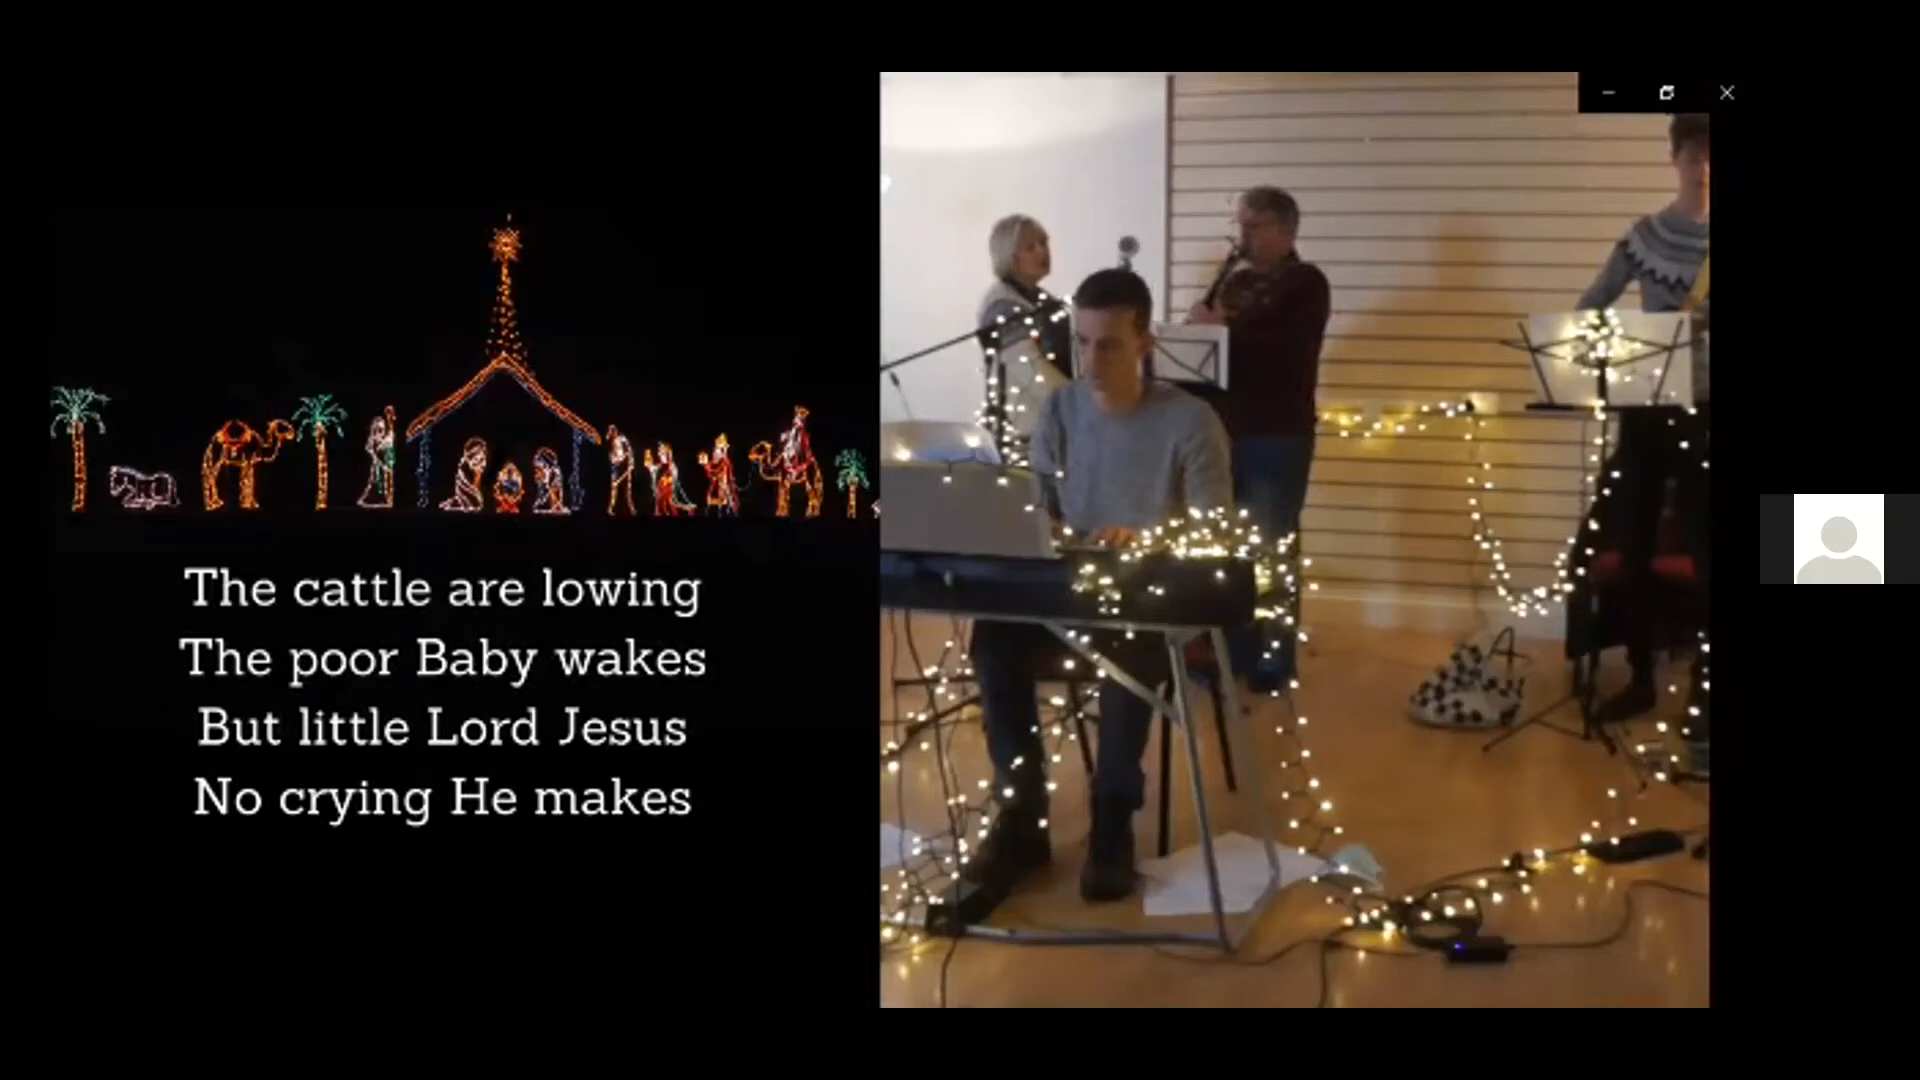 The cattle are lowing
The poor Baby wakes
But little Lord Jesus
No crying He makes